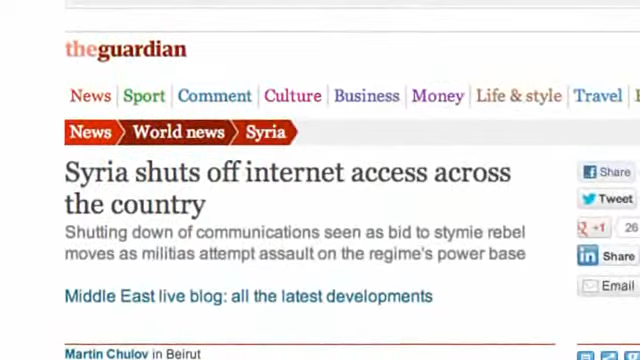 theguardian
News Sport Comment Culture Business Money Life & style Travel
News World news Syria
Syria shuts off internet access across
the country
Shutting down of communications seen as bid to stymie rebel
moves as militias attempt assault on the regime's power base
Middle East live blog: all the latest developments
Martin Chulov in Beirut
Share
Tweet
+1 26
in Share
Email